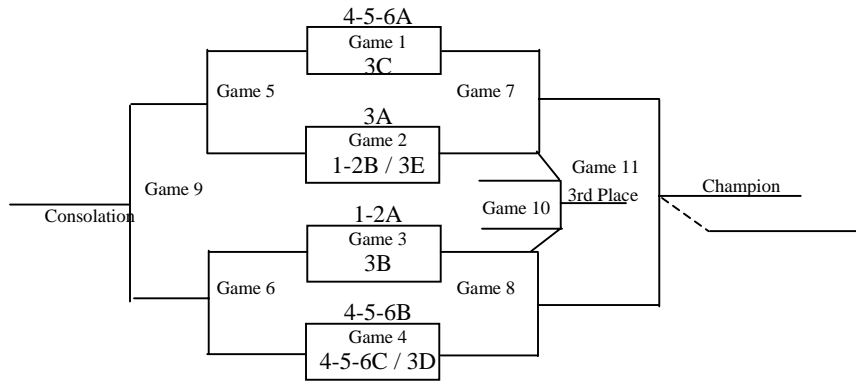 4-5-6A
Game 1
3C
Game 5
Game 7
3A
Game 2
1-2B / 3E
Game 11
Game 9
3rd Place
Champion
Consolation
Game 10
1-2A
Game 3
3B
Game 6
Game 8
4-5-6B
Game 4
4-5-6C / 3D